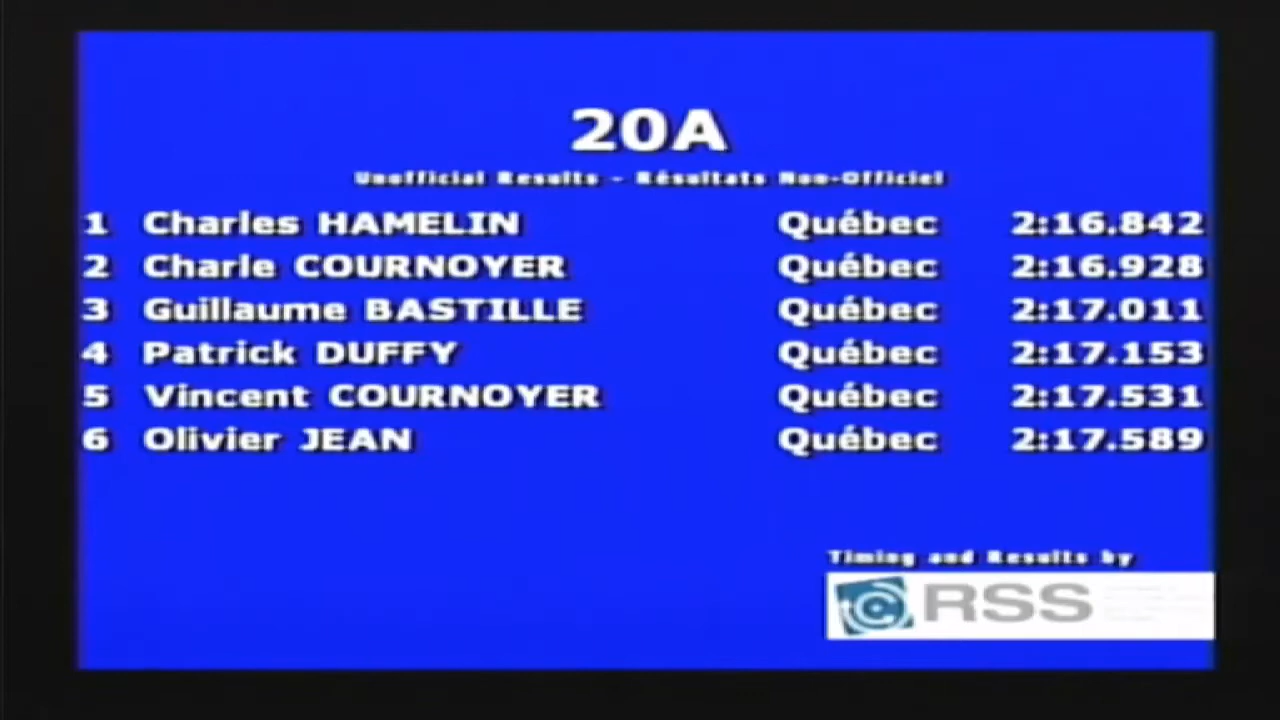 20A
Unofficial Results - Résultats Non-Officiel
1 Charles HAMELIN Québec 2:16.842
2 Charle COURNOYER Québec 2:16.928
3 Guillaume BASTILLE Québec 2:17.011
4 Patrick DUFFY Québec 2:17.153
5 Vincent COURNOYER Québec 2:17.531
6 Olivier JEAN Québec 2:17.589
Timing and Results by
RSS